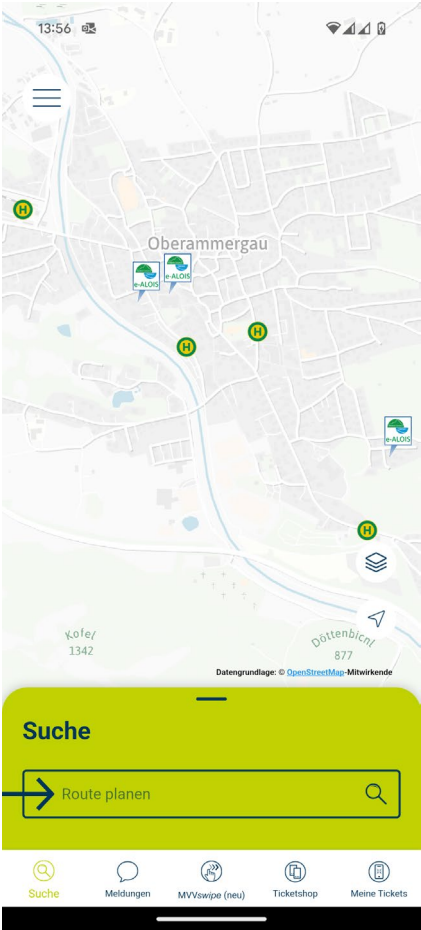 13:56
H
Oberammergau
e-ALOIS
e-ALOIS
H
H
e-ALOIS
H
Kofel
1342
Döttenbichl
877
Datengrundlage: © OpenStreetMap-Mitwirkende
Suche
Route planen
Suche
Meldungen
MVVswipe (neu)
Ticketshop
Meine Tickets